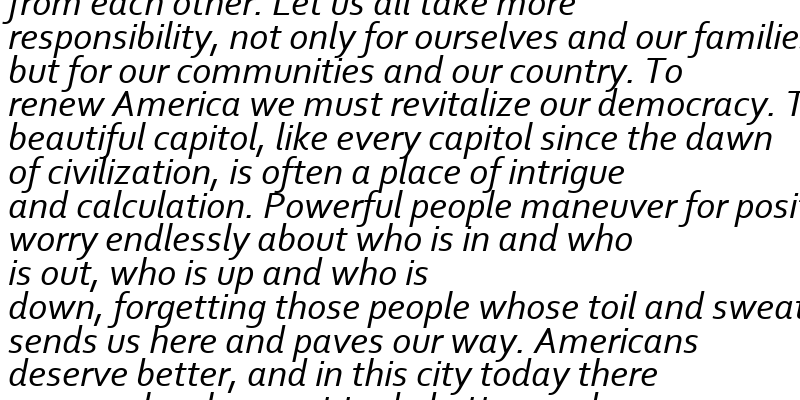 from each other. Let us all take more
responsibility, not only for ourselves and our familie
but for our communities and our country. To
renew America we must revitalize our democracy. T
beautiful capitol, like every capitol since the dawn
of civilization, is often a place of intrigue
and calculation. Powerful people maneuver for posit
worry endlessly about who is in and who
is out, who is up and who is
down, forgetting those people whose toil and sweat
sends us here and paves our way. Americans
deserve better, and in this city today there